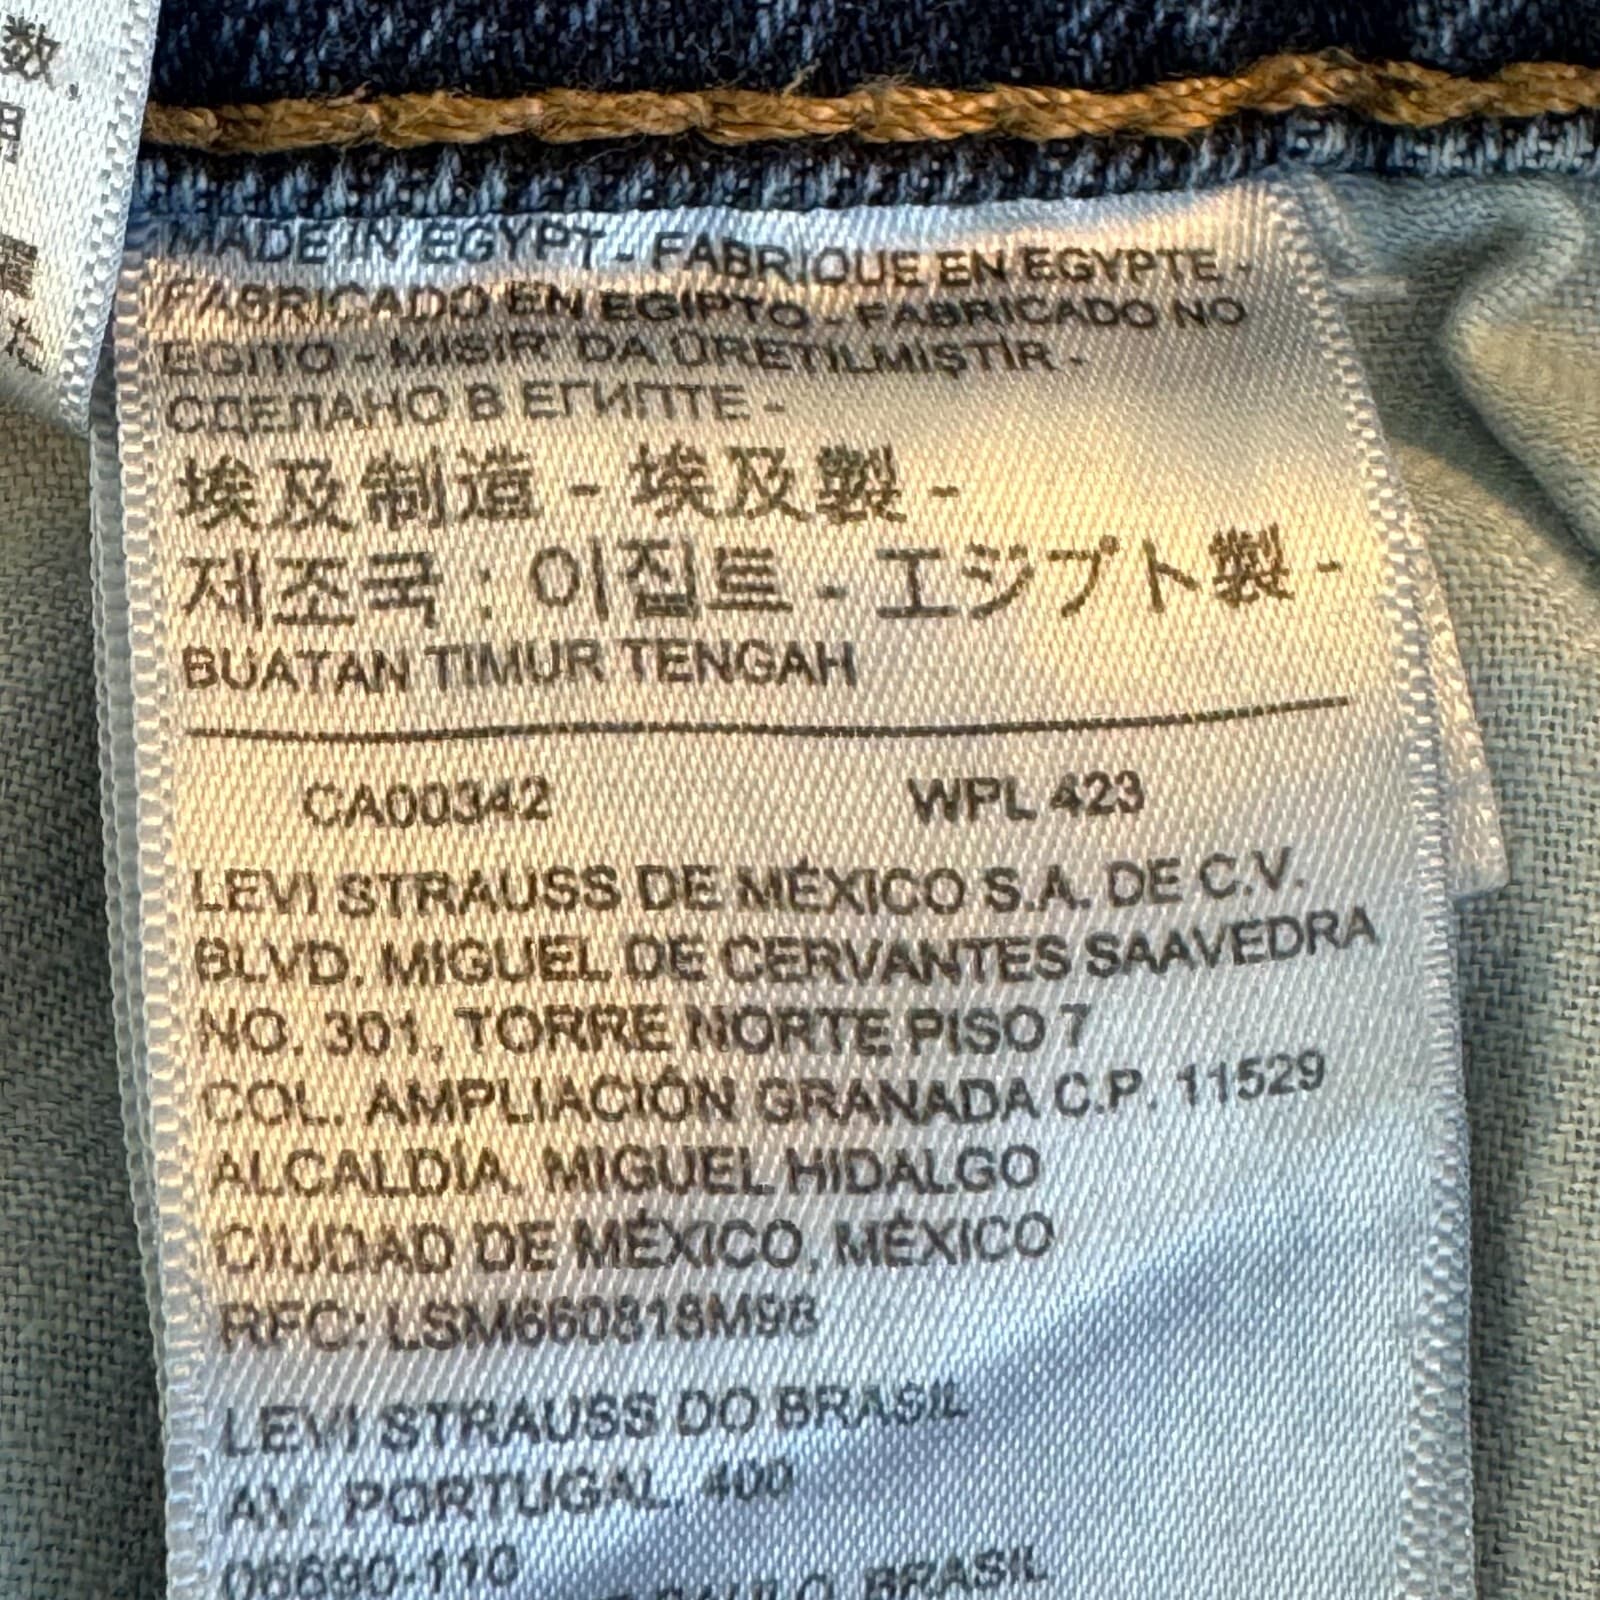 数,
用
MADE IN EGYPT - FABRIQUE EN EGYPTE -
FABRICADO EN EGIPTO - FABRICADO NO
EGITO - MISIR' DA ÜRETILMIŞTIR -
СДЕЛАНО В ЕГИПТЕ -
埃及制造 - 埃及製 -
제조국 : 이집트 - エジプト製 -
BUATAN TIMUR TENGAH
CA00342 WPL 423
LEVI STRAUSS DE MÉXICO S.A. DE C.V.
BLVD. MIGUEL DE CERVANTES SAAVEDRA
NO. 301, TORRE NORTE PISO 7
COL. AMPLIACIÓN GRANADA C.P. 11529
ALCALDÍA. MIGUEL HIDALGO
CIUDAD DE MÉXICO, MÉXICO
RFC: LSM660818M98
LEVI STRAUSS DO BRASIL
AV. PORTUGAL, 400
06690-110
PAULO, BRASIL